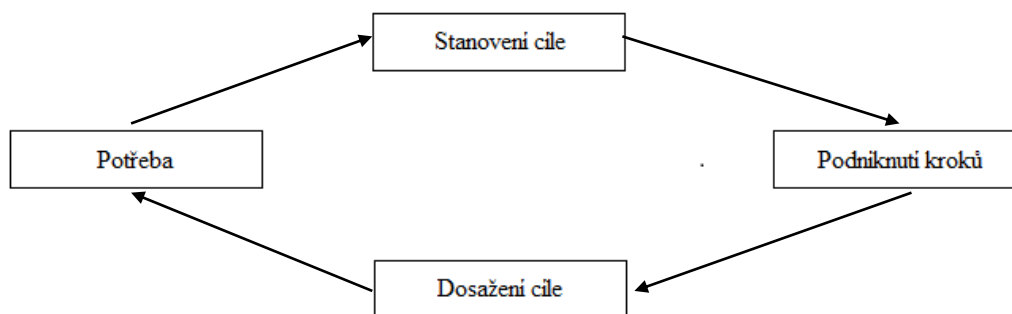 Stanovení cíle
Potřeba
Podniknutí kroků
Dosažení cíle